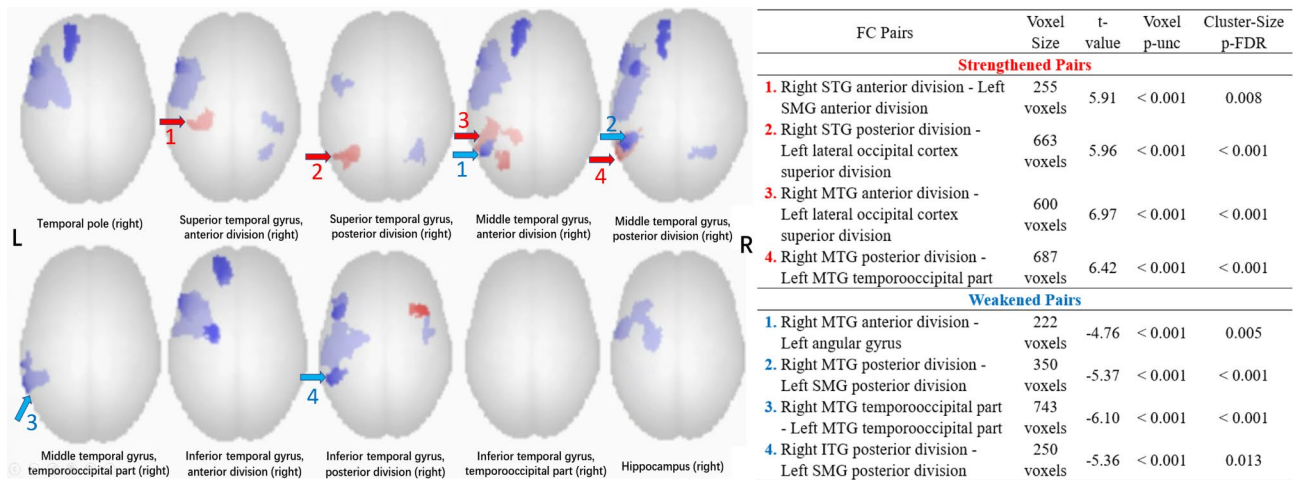 1
2
3
1
2
4
Temporal pole (right)
Superior temporal gyrus,
anterior division (right)
Superior temporal gyrus,
posterior division (right)
Middle temporal gyrus,
anterior division (right)
Middle temporal gyrus,
posterior division (right)
L
R
3
4
Middle temporal gyrus,
temporooccipital part (right)
Inferior temporal gyrus,
anterior division (right)
Inferior temporal gyrus,
posterior division (right)
Inferior temporal gyrus,
temporooccipital part (right)
Hippocampus (right)
FC Pairs
Voxel
Size
t-
value
Voxel
p-unc
Cluster-Size
p-FDR
Strengthened Pairs
1. Right STG anterior division - Left
SMG anterior division
255
voxels
5.91
< 0.001
0.008
2. Right STG posterior division -
Left lateral occipital cortex
superior division
663
voxels
5.96
< 0.001
< 0.001
3. Right MTG anterior division -
Left lateral occipital cortex
superior division
600
voxels
6.97
< 0.001
< 0.001
4. Right MTG posterior division -
Left MTG temporooccipital part
687
voxels
6.42
< 0.001
< 0.001
Weakened Pairs
1. Right MTG anterior division -
Left angular gyrus
222
voxels
-4.76
< 0.001
0.005
2. Right MTG posterior division -
Left SMG posterior division
350
voxels
-5.37
< 0.001
< 0.001
3. Right MTG temporooccipital part
- Left MTG temporooccipital part
743
voxels
-6.10
< 0.001
< 0.001
4. Right ITG posterior division -
Left SMG posterior division
250
voxels
-5.36
< 0.001
0.013